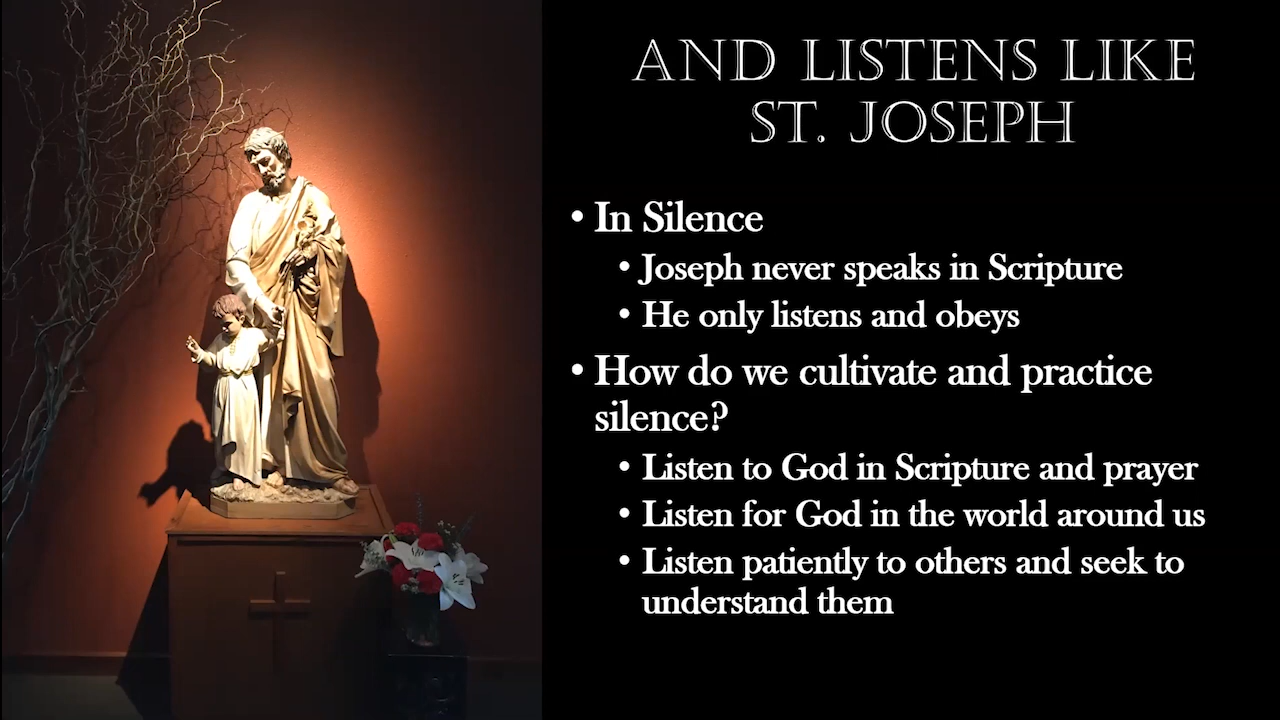 AND LISTENS LIKE
ST. JOSEPH
• In Silence
• Joseph never speaks in Scripture
• He only listens and obeys
• How do we cultivate and practice
silence?
• Listen to God in Scripture and prayer
• Listen for God in the world around us
• Listen patiently to others and seek to
understand them